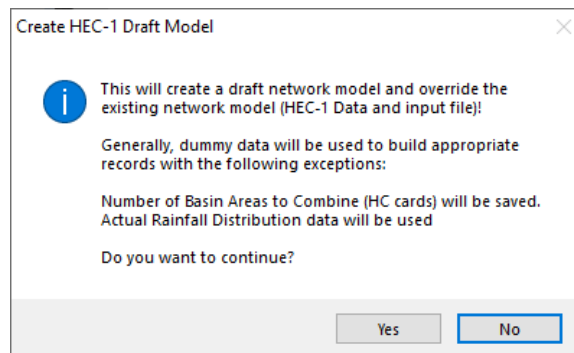 Create HEC-1 Draft Model
This will create a draft network model and override the
existing network model (HEC-1 Data and input file)!
Generally, dummy data will be used to build appropriate
records with the following exceptions:
Number of Basin Areas to Combine (HC cards) will be saved.
Actual Rainfall Distribution data will be used
Do you want to continue?
Yes
No